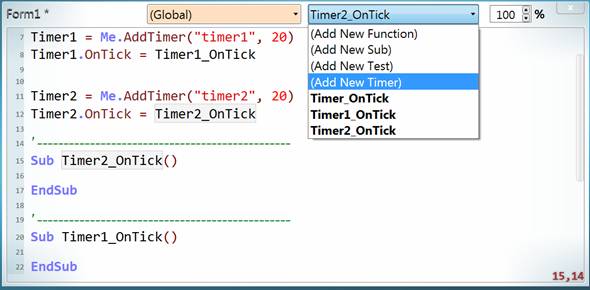 Form1 * (Global) Timer2_OnTick 100 %
(Add New Function)
(Add New Sub)
(Add New Test)
(Add New Timer)
Timer_OnTick
Timer1_OnTick
Timer2_OnTick
7 Timer1 = Me.AddTimer("timer1", 20)
8 Timer1.OnTick = Timer1_OnTick
9
10
11 Timer2 = Me.AddTimer("timer2", 20)
12 Timer2.OnTick = Timer2_OnTick
13
14 '-------------------------------------------
15 Sub Timer2_OnTick()
16
17 EndSub
18
19 '-------------------------------------------
20 Sub Timer1_OnTick()
21
22 EndSub
15,14